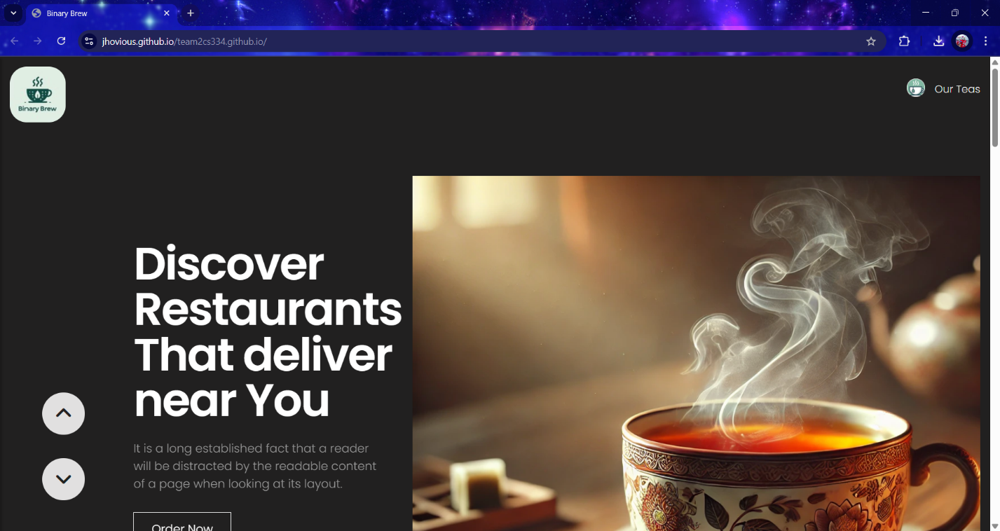 Binary Brew
jhovious.github.io/team2cs334.github.io/
Binary Brew
Our Teas
Discover
Restaurants
That deliver
near You
It is a long established fact that a reader
will be distracted by the readable content
of a page when looking at its layout.
Order Now